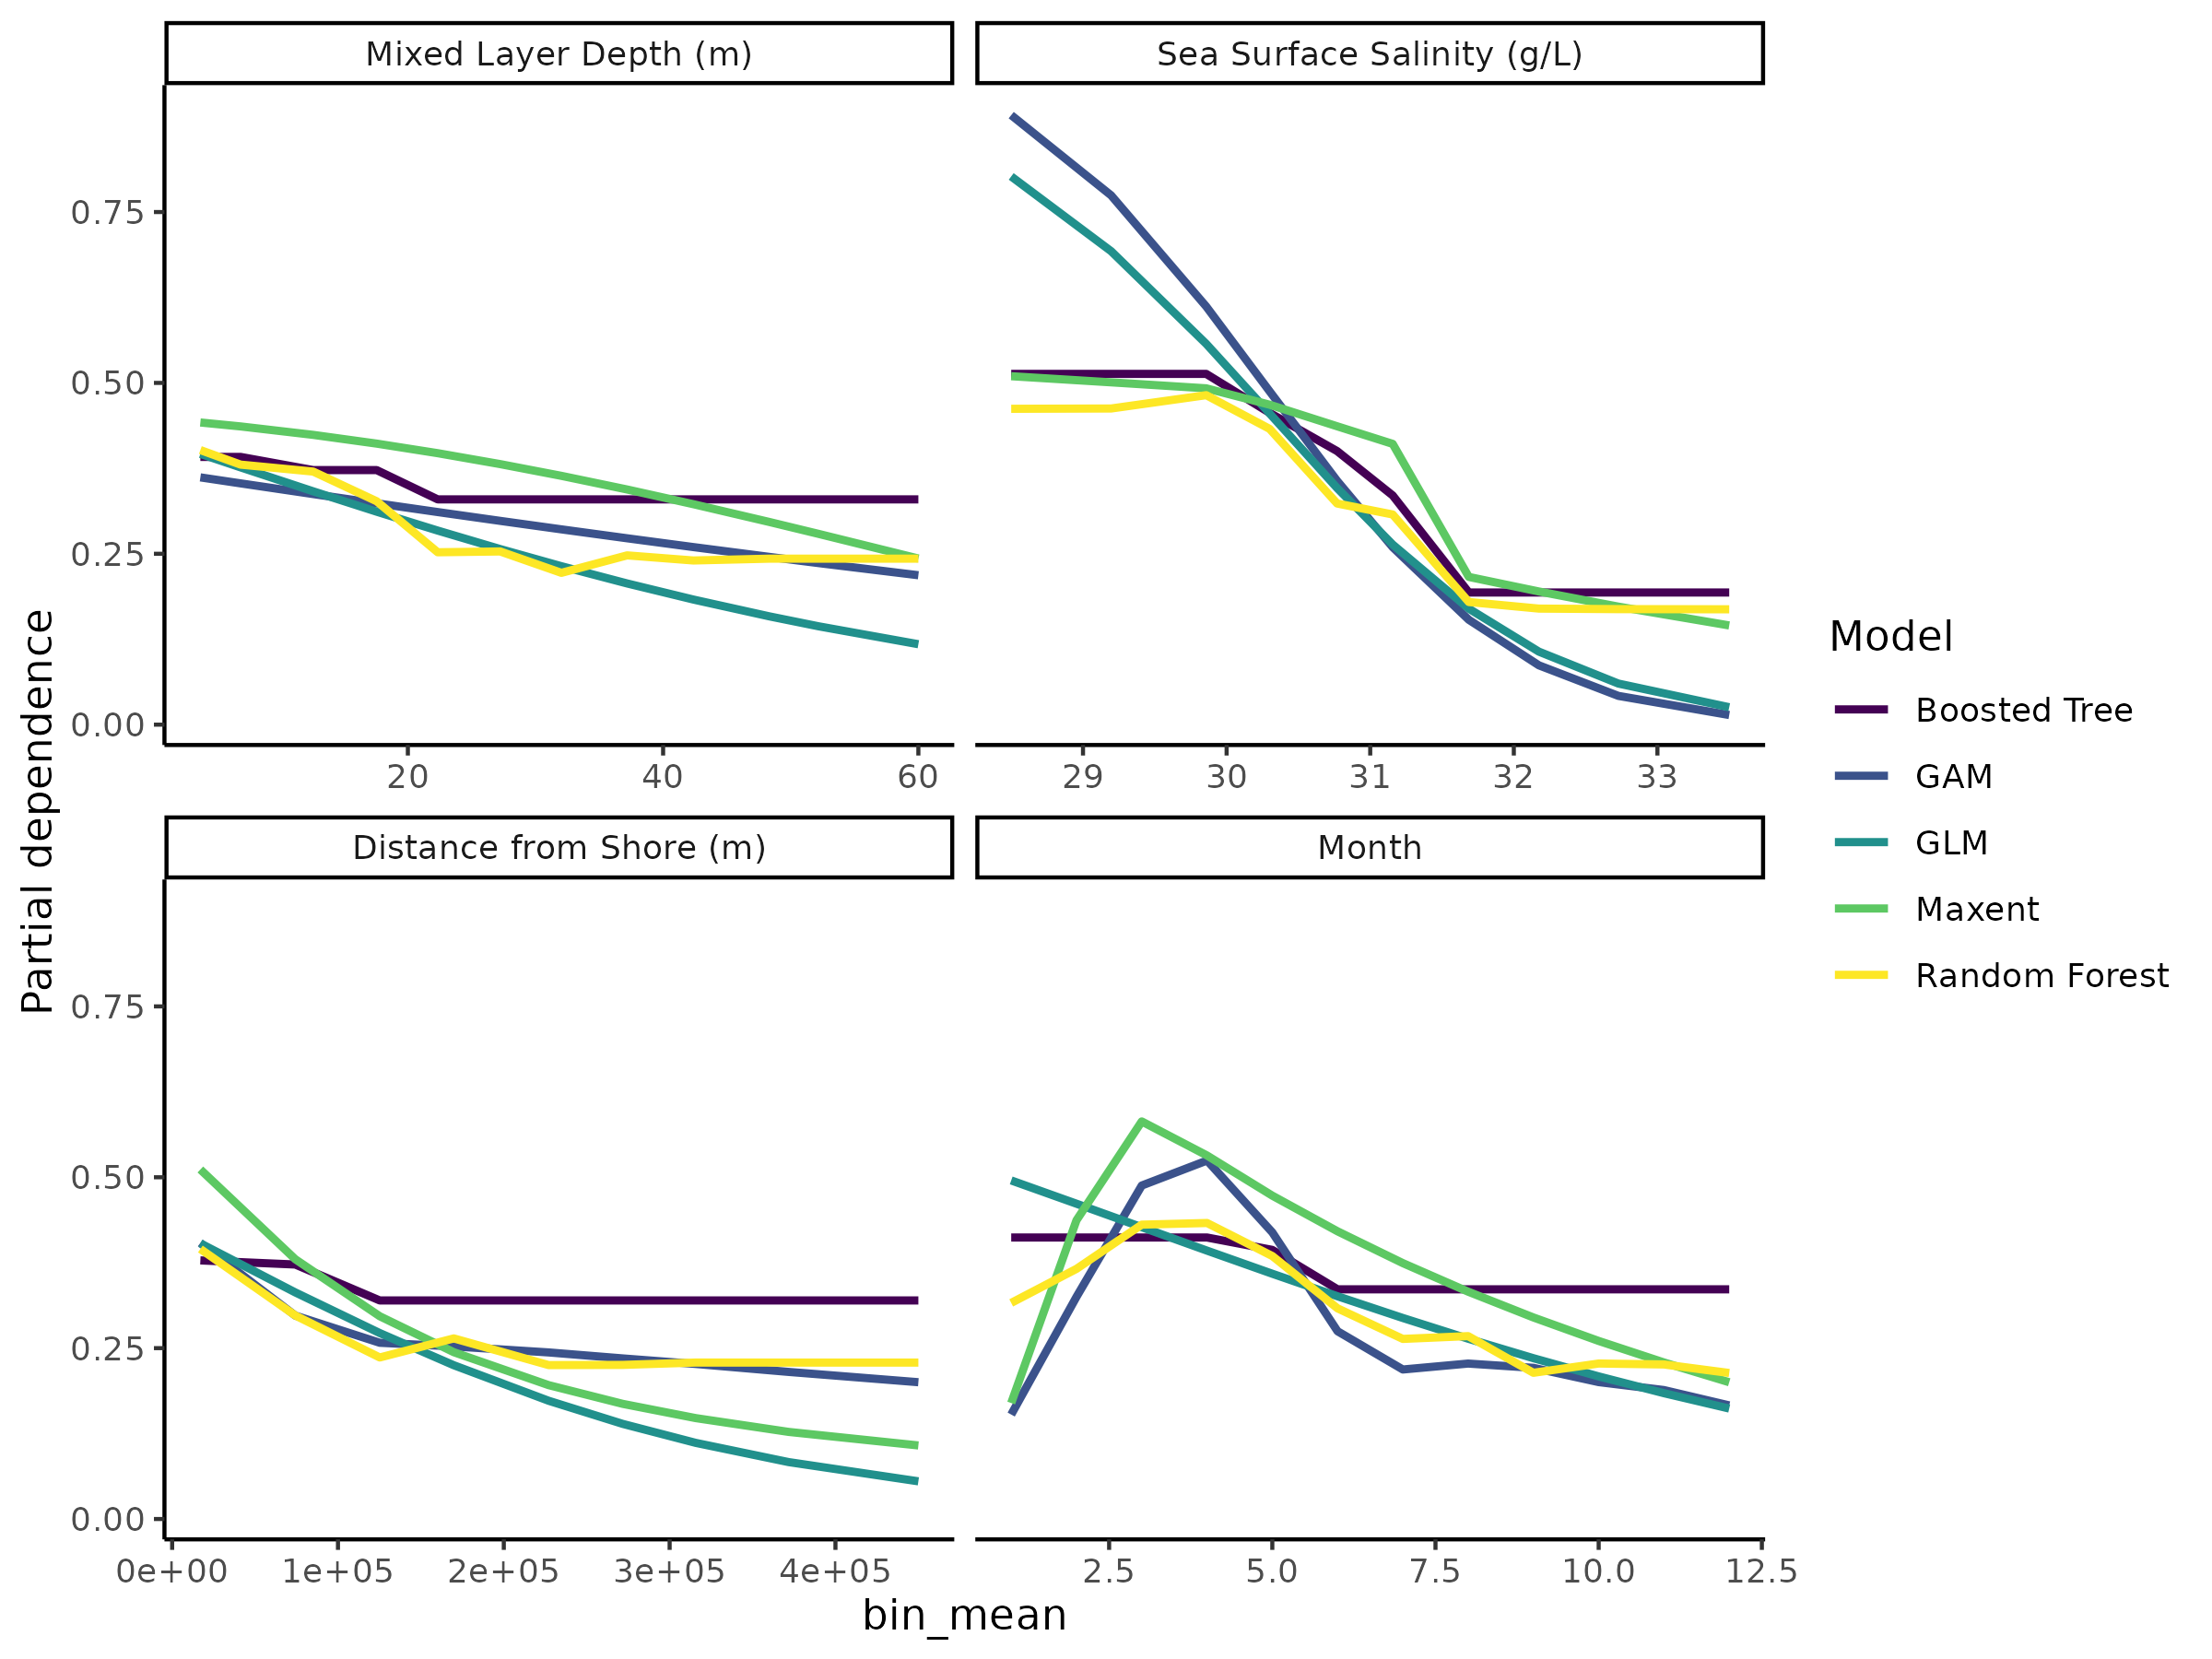 Mixed Layer Depth (m)
Sea Surface Salinity (g/L)
0.75
0.50
0.25
0.00
20 40 60
29 30 31 32 33
Distance from Shore (m)
Month
0.75
0.50
0.25
0.00
0e+00 1e+05 2e+05 3e+05 4e+05
2.5 5.0 7.5 10.0 12.5
Partial dependence
bin_mean
Model
Boosted Tree
GAM
GLM
Maxent
Random Forest